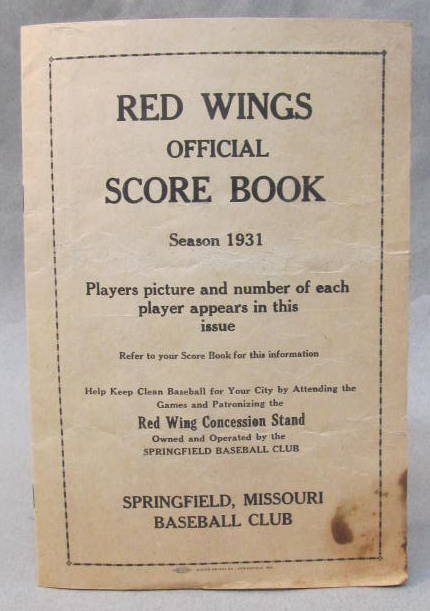 RED WINGS
OFFICIAL
SCORE BOOK
Season 1931
Players picture and number of each
player appears in this
issue
Refer to your Score Book for this information
Help Keep Clean Baseball for Your City by Attending the
Games and Patronizing the
Red Wing Concession Stand
Owned and Operated by the
SPRINGFIELD BASEBALL CLUB
SPRINGFIELD, MISSOURI
BASEBALL CLUB